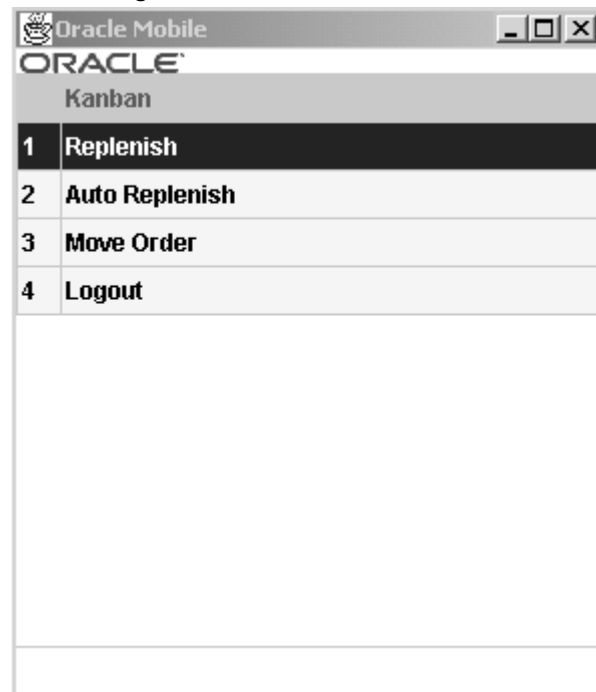 Oracle Mobile
ORACLE
Kanban
1 Replenish
2 Auto Replenish
3 Move Order
4 Logout